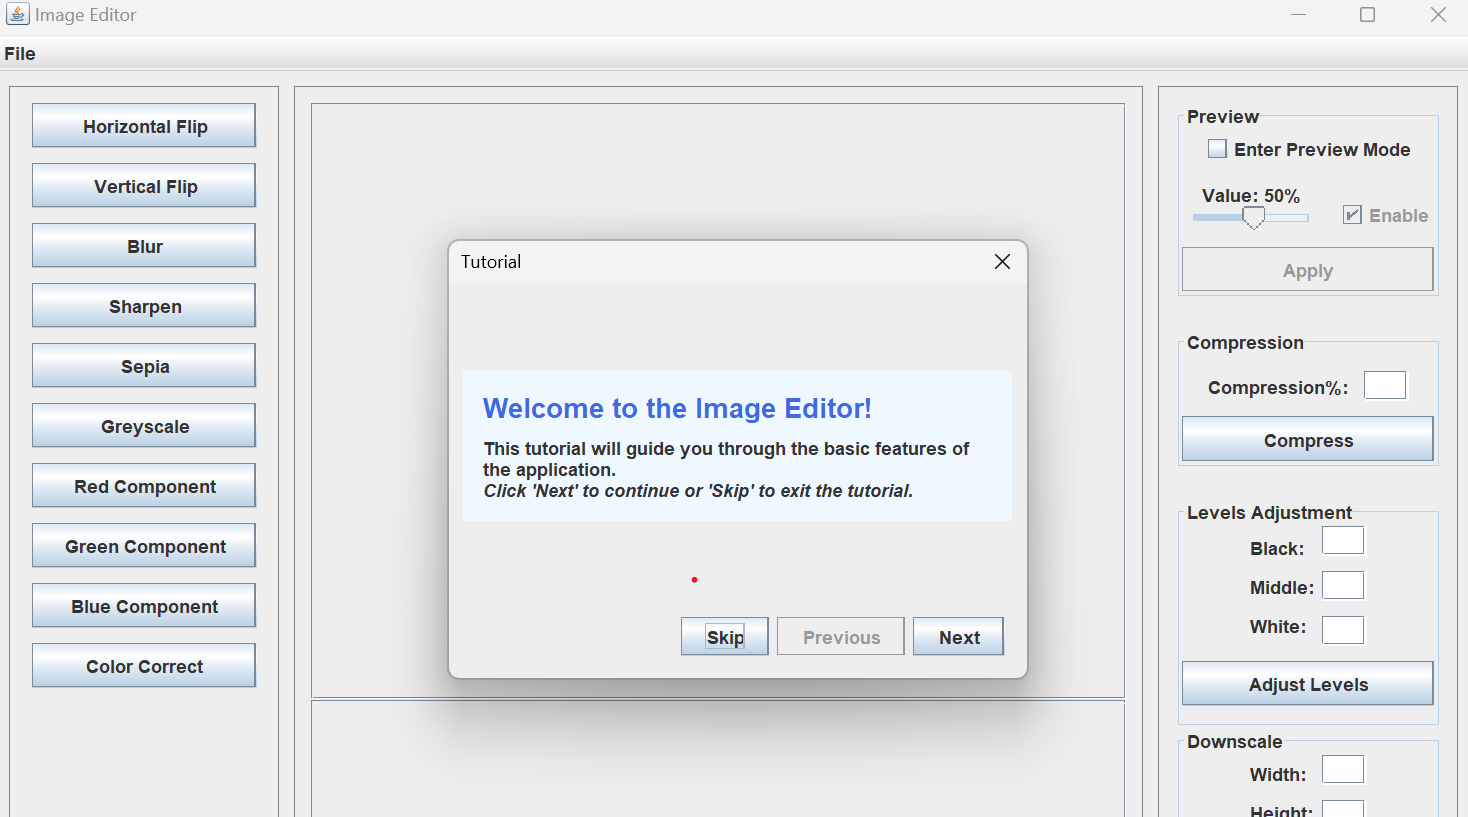 Image Editor
File
Horizontal Flip
Vertical Flip
Blur
Sharpen
Sepia
Greyscale
Red Component
Green Component
Blue Component
Color Correct
Tutorial
Welcome to the Image Editor!
This tutorial will guide you through the basic features of
the application.
Click 'Next' to continue or 'Skip' to exit the tutorial.
Skip
Previous
Next
Preview
Enter Preview Mode
Value: 50%
Enable
Apply
Compression
Compression%:
Compress
Levels Adjustment
Black:
Middle:
White:
Adjust Levels
Downscale
Width:
Height: